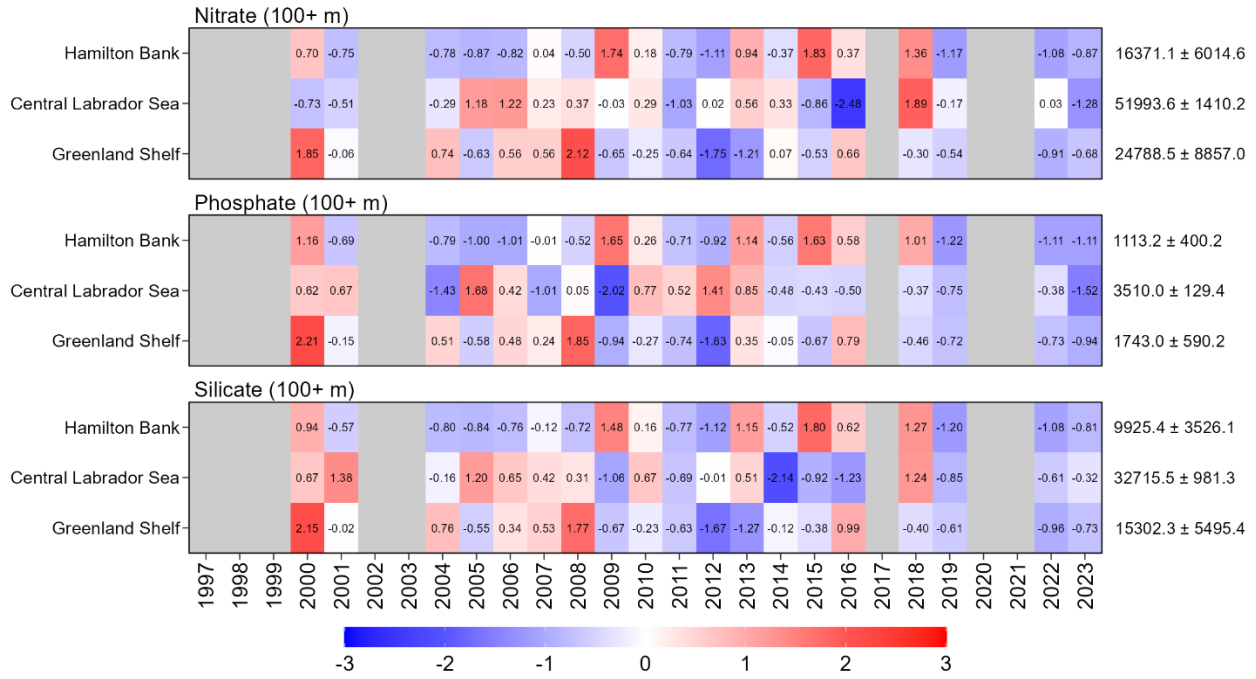 Nitrate (100+ m)
Hamilton Bank 0.70 -0.75 -0.78 -0.87 -0.82 0.04 -0.50 1.74 0.18 -0.79 -1.11 0.94 -0.37 1.83 0.37 1.36 -1.17 -1.08 -0.87 16371.1 ± 6014.6
Central Labrador Sea -0.73 -0.51 -0.29 1.18 1.22 0.23 0.37 -0.03 0.29 -1.03 0.02 0.56 0.33 -0.86 -2.48 1.89 -0.17 0.03 -1.28 51993.6 ± 1410.2
Greenland Shelf 1.85 -0.06 0.74 -0.63 0.56 0.56 2.12 -0.65 -0.25 -0.64 -1.75 -1.21 0.07 -0.53 0.66 -0.30 -0.54 -0.91 -0.68 24788.5 ± 8857.0
Phosphate (100+ m)
Hamilton Bank 1.16 -0.69 -0.79 -1.00 -1.01 -0.01 -0.52 1.65 0.26 -0.71 -0.92 1.14 -0.56 1.63 0.58 1.01 -1.22 -1.11 -1.11 1113.2 ± 400.2
Central Labrador Sea 0.62 0.67 -1.43 1.68 0.42 -1.01 0.05 -2.02 0.77 0.52 1.41 0.85 -0.48 -0.43 -0.50 -0.37 -0.75 -0.38 -1.52 3510.0 ± 129.4
Greenland Shelf 2.21 -0.15 0.51 -0.58 0.48 0.24 1.85 -0.94 -0.27 -0.74 -1.83 0.35 -0.05 -0.67 0.79 -0.46 -0.72 -0.73 -0.94 1743.0 ± 590.2
Silicate (100+ m)
Hamilton Bank 0.94 -0.57 -0.80 -0.84 -0.76 -0.12 -0.72 1.48 0.16 -0.77 -1.12 1.15 -0.52 1.80 0.62 1.27 -1.20 -1.08 -0.81 9925.4 ± 3526.1
Central Labrador Sea 0.67 1.38 -0.16 1.20 0.65 0.42 0.31 -1.06 0.67 -0.69 -0.01 0.51 -2.14 -0.92 -1.23 1.24 -0.85 -0.61 -0.32 32715.5 ± 981.3
Greenland Shelf 2.15 -0.02 0.76 -0.55 0.34 0.53 1.77 -0.67 -0.23 -0.63 -1.67 -1.27 -0.12 -0.38 0.99 -0.40 -0.61 -0.96 -0.73 15302.3 ± 5495.4
1997 1998 1999 2000 2001 2002 2003 2004 2005 2006 2007 2008 2009 2010 2011 2012 2013 2014 2015 2016 2017 2018 2019 2020 2021 2022 2023
-3 -2 -1 0 1 2 3